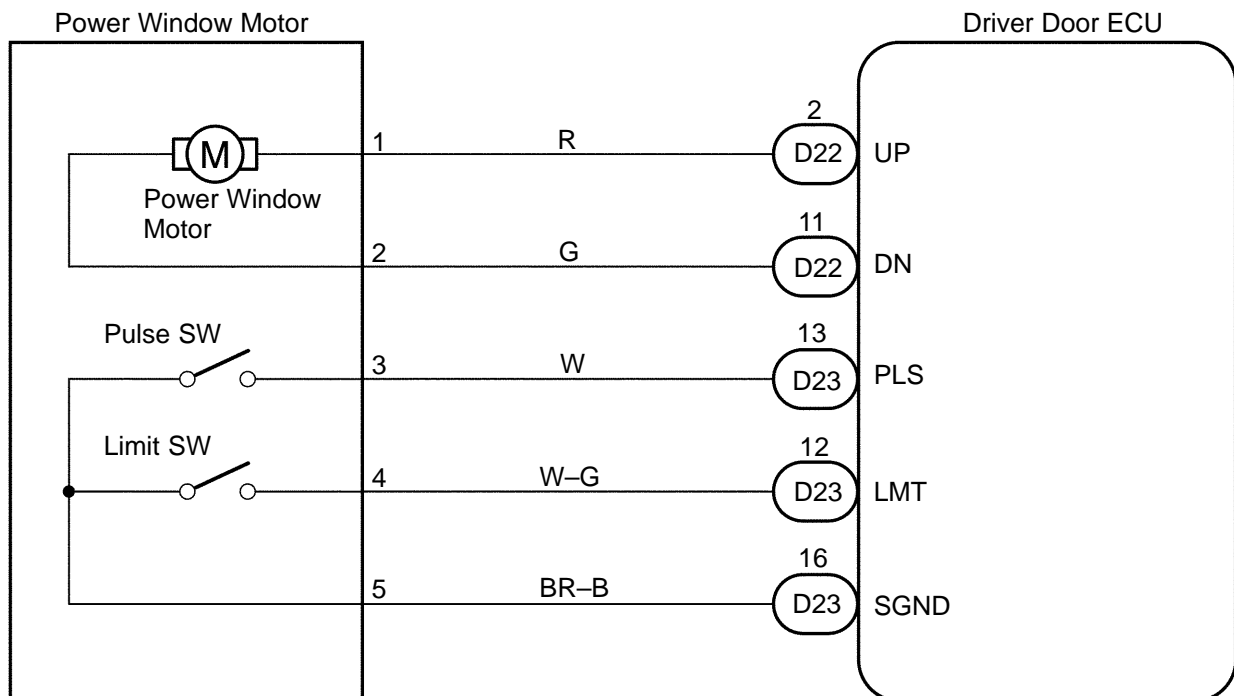 Power Window Motor
Driver Door ECU
M
Power Window
Motor
1
R
2
D22
UP
2
G
11
D22
DN
Pulse SW
3
W
13
D23
PLS
Limit SW
4
W–G
12
D23
LMT
5
BR–B
16
D23
SGND